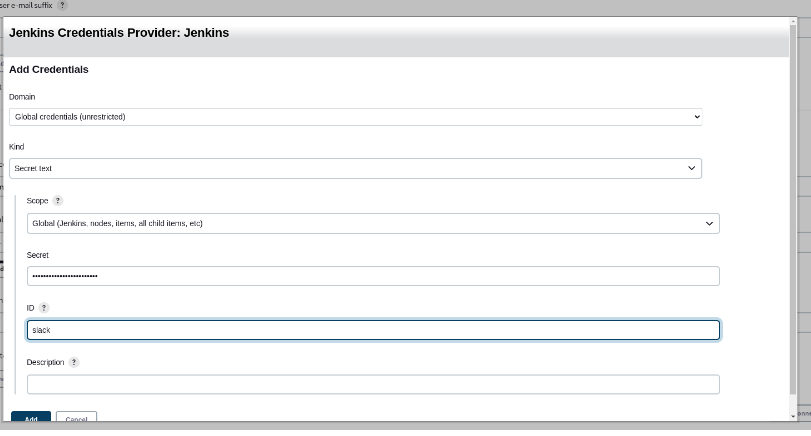 ser e-mail suffix ?
Jenkins Credentials Provider: Jenkins
Add Credentials
Domain
Global credentials (unrestricted)
Kind
Secret text
Scope ?
Global (Jenkins, nodes, items, all child items, etc)
Secret
••••••••••••••••••••••••
ID ?
slack
Description ?
Add Cancel